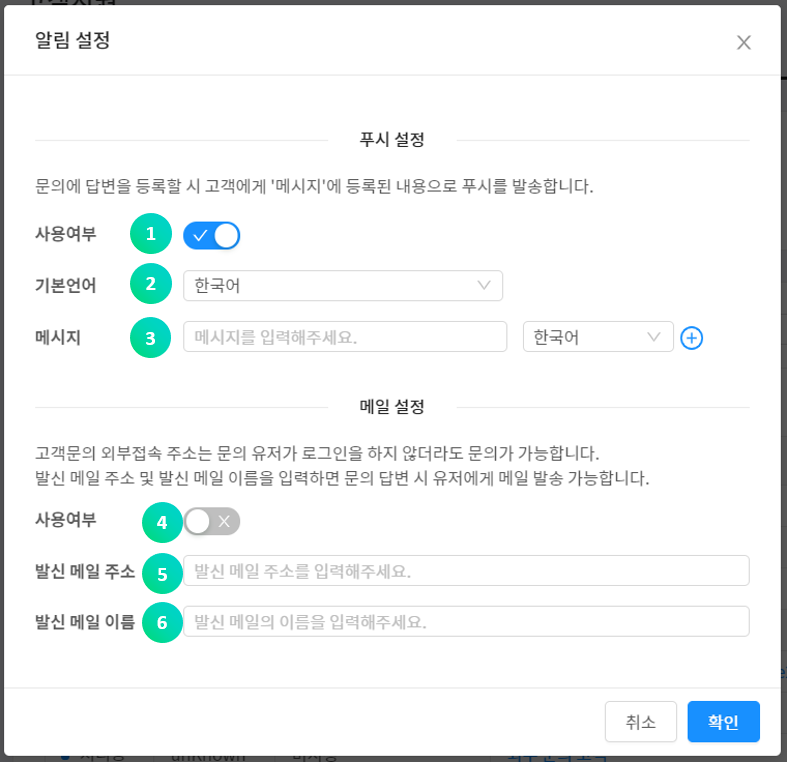 알림 설정
푸시 설정
문의에 답변을 등록할 시 고객에게 '메시지'에 등록된 내용으로 푸시를 발송합니다.
사용여부 1
기본언어 2 한국어
메시지 3 메시지를 입력해주세요. 한국어
메일 설정
고객문의 외부접속 주소는 문의 유저가 로그인을 하지 않더라도 문의가 가능합니다.
발신 메일 주소 및 발신 메일 이름을 입력하면 문의 답변 시 유저에게 메일 발송 가능합니다.
사용여부 4
발신 메일 주소 5 발신 메일 주소를 입력해주세요.
발신 메일 이름 6 발신 메일의 이름을 입력해주세요.
취소 확인